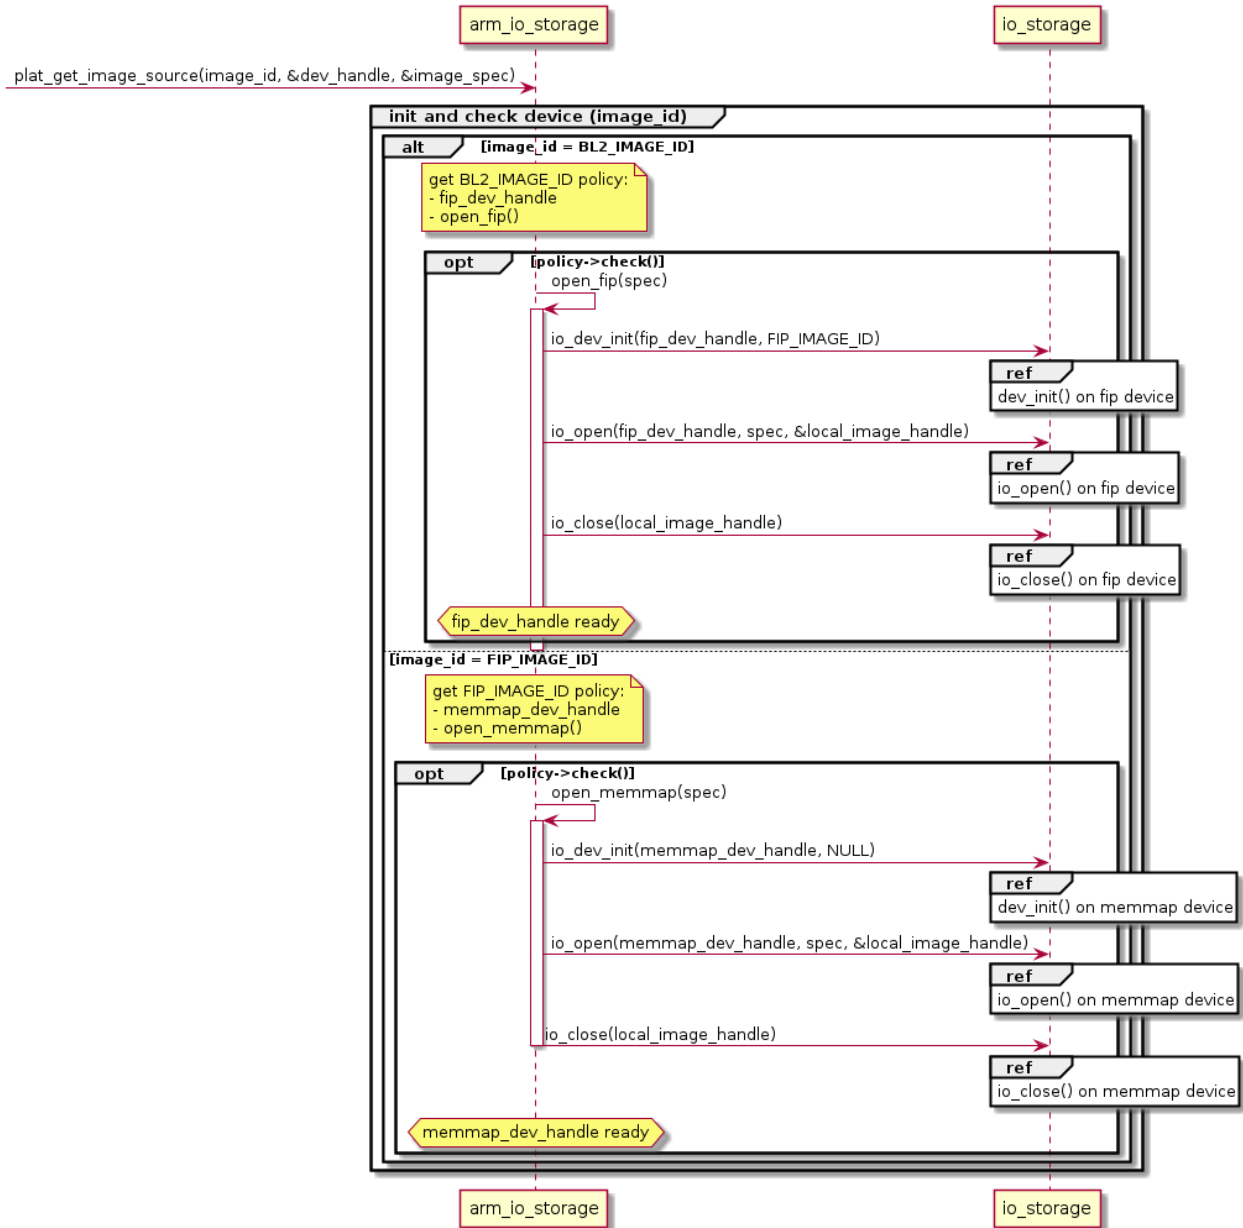 arm_io_storage
io_storage
plat_get_image_source(image_id, &dev_handle, &image_spec)
init and check device (image_id)
alt
[image_id = BL2_IMAGE_ID]
get BL2_IMAGE_ID policy:
- fip_dev_handle
- open_fip()
opt
[policy->check()]
open_fip(spec)
io_dev_init(fip_dev_handle, FIP_IMAGE_ID)
ref
dev_init() on fip device
io_open(fip_dev_handle, spec, &local_image_handle)
ref
io_open() on fip device
io_close(local_image_handle)
ref
io_close() on fip device
fip_dev_handle ready
[image_id = FIP_IMAGE_ID]
get FIP_IMAGE_ID policy:
- memmap_dev_handle
- open_memmap()
opt
[policy->check()]
open_memmap(spec)
io_dev_init(memmap_dev_handle, NULL)
ref
dev_init() on memmap device
io_open(memmap_dev_handle, spec, &local_image_handle)
ref
io_open() on memmap device
io_close(local_image_handle)
ref
io_close() on memmap device
memmap_dev_handle ready
arm_io_storage
io_storage